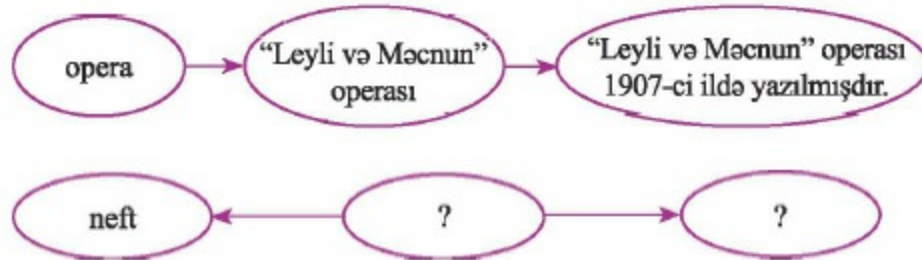 opera
“Leyli və Məcnun”
operası
“Leyli və Məcnun” operası
1907-ci ildə yazılmışdır.
neft
?
?